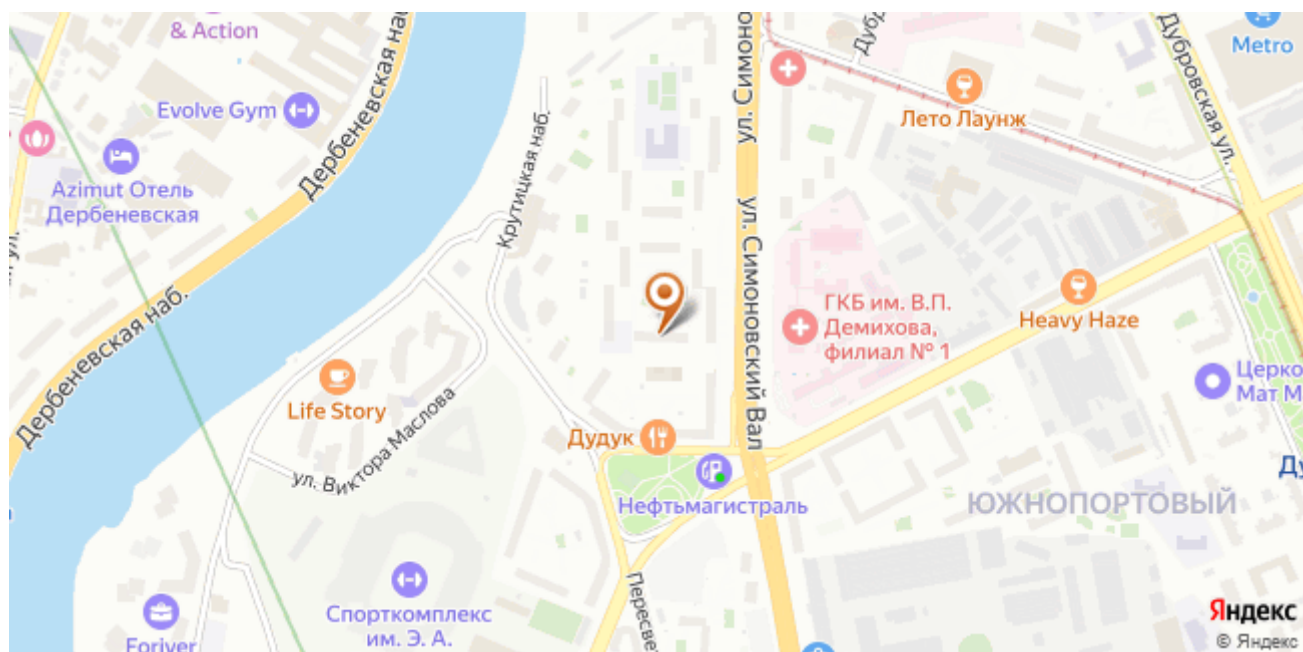 & Action
Дербеневская наб.
Evolve Gym
Azimut Отель
Дербеневская
Дербеневская наб.
Крутицкая наб.
ул. Симоновский Вал
Metro
Дубровская ул.
Лето Лаунж
ГКБ им. В.П.
Демихова,
филиал № 1
Heavy Haze
Life Story
ул. Виктора Маслова
Дудук
Нефтьмагистраль
ЮЖНОПОРТОВЫЙ
Спорткомплекс
им. Э. А.
Foriver
Яндекс
© Яндекс